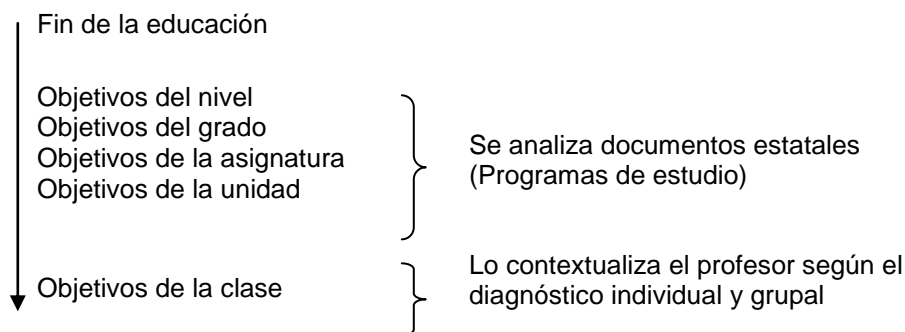 Fin de la educación
Objetivos del nivel
Objetivos del grado
Objetivos de la asignatura
Objetivos de la unidad
Se analiza documentos estatales
(Programas de estudio)
Objetivos de la clase
Lo contextualiza el profesor según el
diagnóstico individual y grupal